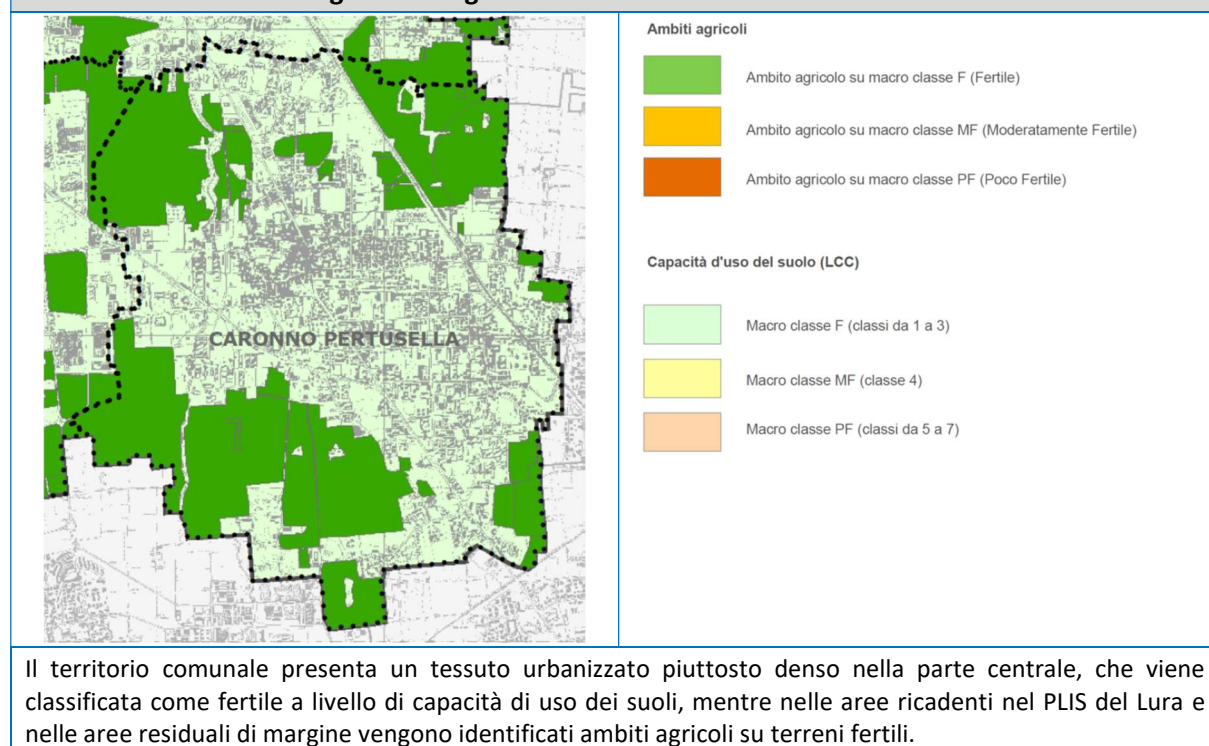 Ambiti agricoli
Ambito agricolo su macro classe F (Fertile)
Ambito agricolo su macro classe MF (Moderatamente Fertile)
Ambito agricolo su macro classe PF (Poco Fertile)
Capacità d'uso del suolo (LCC)
Macro classe F (classi da 1 a 3)
Macro classe MF (classe 4)
Macro classe PF (classi da 5 a 7)
CARONNO PERTUSELLA
Il territorio comunale presenta un tessuto urbanizzato piuttosto denso nella parte centrale, che viene
classificata come fertile a livello di capacità di uso dei suoli, mentre nelle aree ricadenti nel PLIS del Lura e
nelle aree residuali di margine vengono identificati ambiti agricoli su terreni fertili.